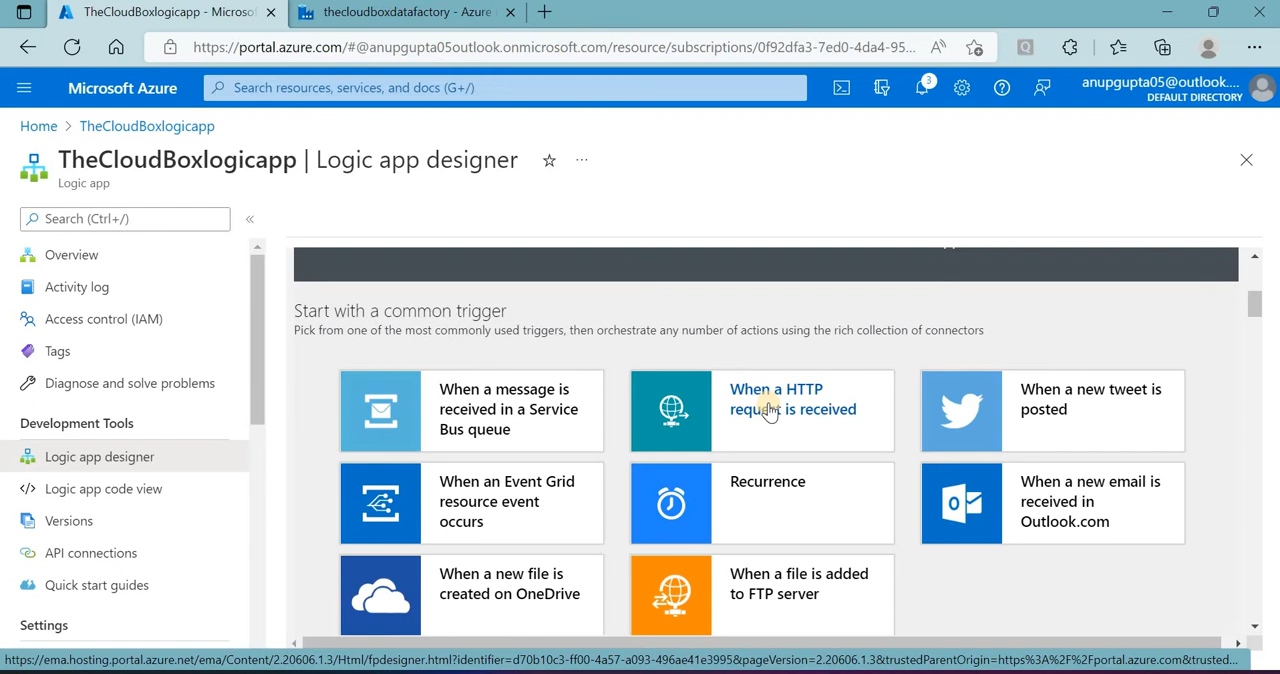 TheCloudBoxlogicapp - Microsof
thecloudboxdatafactory - Azure
https://portal.azure.com/#@anupgupta05outlook.onmicrosoft.com/resource/subscriptions/0f92dfa3-7ed0-4da4-95...
Microsoft Azure
Search resources, services, and docs (G+/)
3
anupgupta05@outlook....
DEFAULT DIRECTORY
Home > TheCloudBoxlogicapp
TheCloudBoxlogicapp | Logic app designer
Logic app
Search (Ctrl+/)
Overview
Activity log
Access control (IAM)
Tags
Diagnose and solve problems
Development Tools
Logic app designer
Logic app code view
Versions
API connections
Quick start guides
Settings
Start with a common trigger
Pick from one of the most commonly used triggers, then orchestrate any number of actions using the rich collection of connectors
When a message is
received in a Service
Bus queue
When a HTTP
request is received
When a new tweet is
posted
When an Event Grid
resource event
occurs
Recurrence
When a new email is
received in
Outlook.com
When a new file is
created on OneDrive
When a file is added
to FTP server
https://ema.hosting.portal.azure.net/ema/Content/2.20606.1.3/Html/fpdesigner.html?identifier=d70b10c3-ff00-4a57-a093-496ae41e3995&pageVersion=2.20606.1.3&trustedParentOrigin=https%3A%2F%2Fportal.azure.com&trusted...